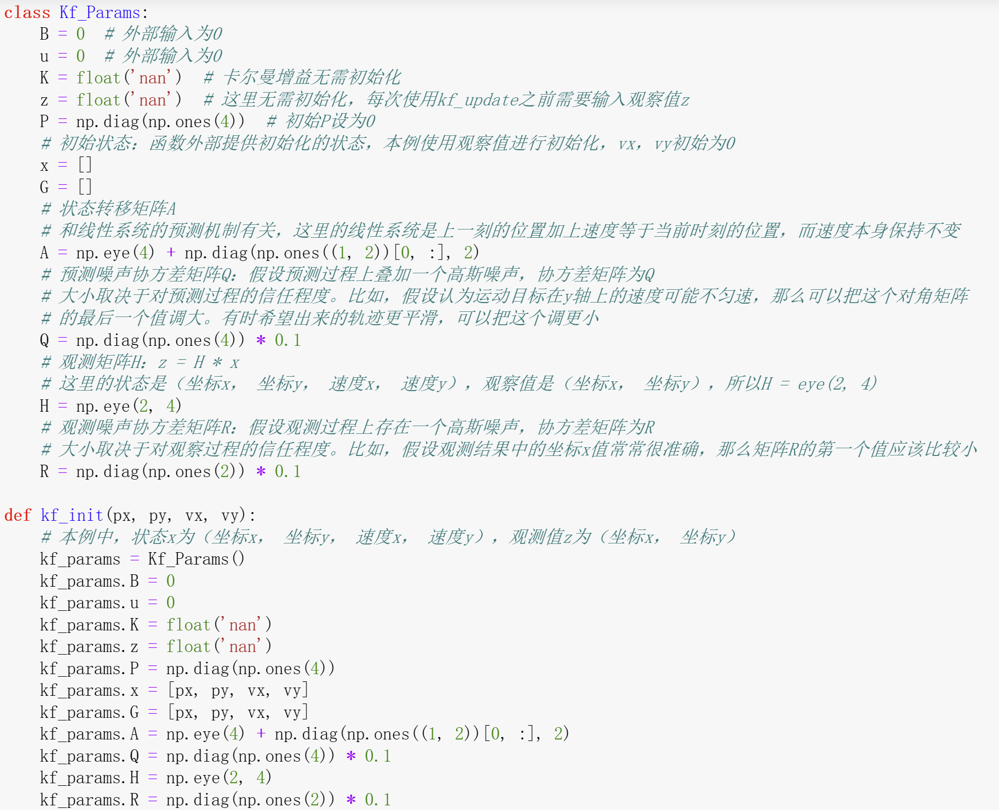 class Kf_Params:
    B = 0  # 外部输入为0
    u = 0  # 外部输入为0
    K = float('nan')  # 卡尔曼增益无需初始化
    z = float('nan')  # 这里无需初始化，每次使用kf_update之前需要输入观察值z
    P = np.diag(np.ones(4))  # 初始P设为0
    # 初始状态：函数外部提供初始化的状态，本例使用观察值进行初始化，vx，vy初始为0
    x = []
    G = []
    # 状态转移矩阵A
    # 和线性系统的预测机制有关，这里的线性系统是上一刻的位置加上速度等于当前时刻的位置，而速度本身保持不变
    A = np.eye(4) + np.diag(np.ones((1, 2))[0, :], 2)
    # 预测噪声协方差矩阵Q：假设预测过程上叠加一个高斯噪声，协方差矩阵为Q
    # 大小取决于对预测过程的信任程度。比如，假设认为运动目标在y轴上的速度可能不匀速，那么可以把这个对角矩阵
    # 的最后一个值调大。有时希望出来的轨迹更平滑，可以把这个调更小
    Q = np.diag(np.ones(4)) * 0.1
    # 观测矩阵H：z = H * x
    # 这里的状态是（坐标x， 坐标y， 速度x， 速度y），观察值是（坐标x， 坐标y），所以H = eye(2, 4)
    H = np.eye(2, 4)
    # 观测噪声协方差矩阵R：假设观测过程上存在一个高斯噪声，协方差矩阵为R
    # 大小取决于对观察过程的信任程度。比如，假设观测结果中的坐标x值常常很准确，那么矩阵R的第一个值应该比较小
    R = np.diag(np.ones(2)) * 0.1

def kf_init(px, py, vx, vy):
    # 本例中，状态x为（坐标x， 坐标y， 速度x， 速度y），观测值z为（坐标x， 坐标y）
    kf_params = Kf_Params()
    kf_params.B = 0
    kf_params.u = 0
    kf_params.K = float('nan')
    kf_params.z = float('nan')
    kf_params.P = np.diag(np.ones(4))
    kf_params.x = [px, py, vx, vy]
    kf_params.G = [px, py, vx, vy]
    kf_params.A = np.eye(4) + np.diag(np.ones((1, 2))[0, :], 2)
    kf_params.Q = np.diag(np.ones(4)) * 0.1
    kf_params.H = np.eye(2, 4)
    kf_params.R = np.diag(np.ones(2)) * 0.1